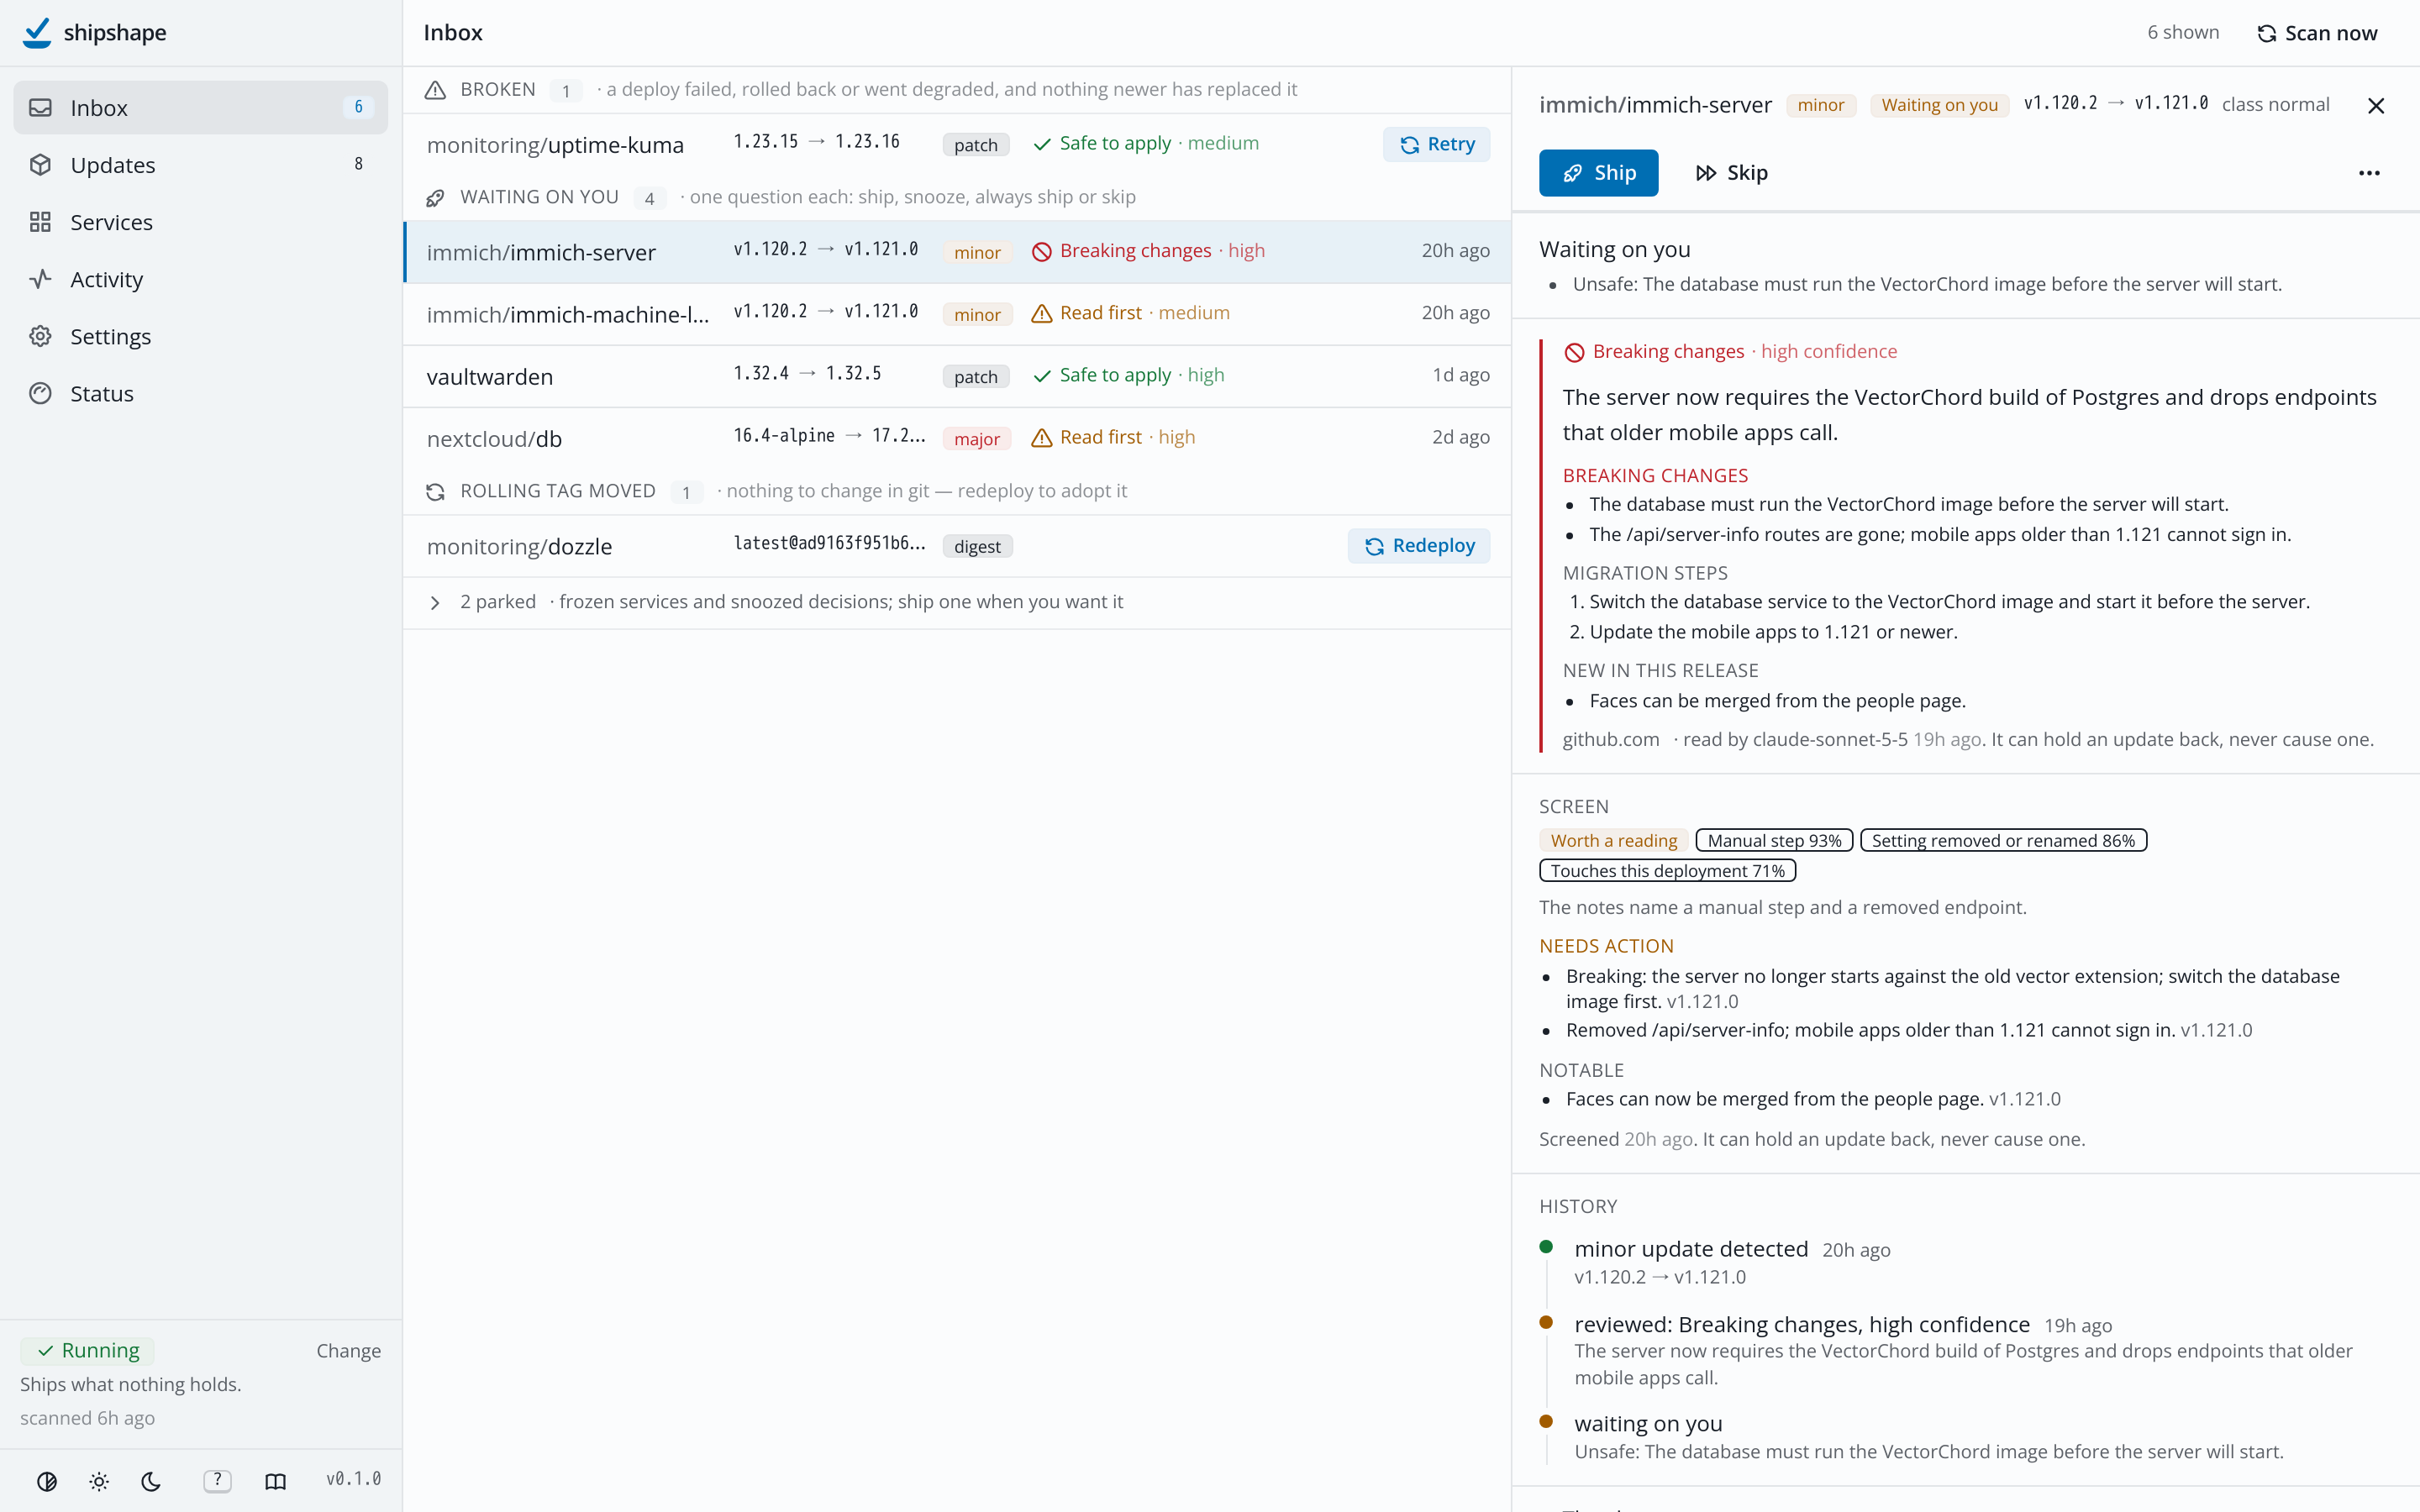 shipshape
Inbox 6
Updates 8
Services
Activity
Settings
Status
Running Change
Ships what nothing holds.
scanned 6h ago
? v0.1.0
Inbox
6 shown Scan now
BROKEN 1 · a deploy failed, rolled back or went degraded, and nothing newer has replaced it
monitoring/uptime-kuma 1.23.15 → 1.23.16 patch Safe to apply · medium Retry
WAITING ON YOU 4 · one question each: ship, snooze, always ship or skip
immich/immich-server v1.120.2 → v1.121.0 minor Breaking changes · high 20h ago
immich/immich-machine-l... v1.120.2 → v1.121.0 minor Read first · medium 20h ago
vaultwarden 1.32.4 → 1.32.5 patch Safe to apply · high 1d ago
nextcloud/db 16.4-alpine → 17.2... major Read first · high 2d ago
ROLLING TAG MOVED 1 · nothing to change in git — redeploy to adopt it
monitoring/dozzle latest@ad9163f951b6... digest Redeploy
2 parked · frozen services and snoozed decisions; ship one when you want it
immich/immich-server minor Waiting on you v1.120.2 → v1.121.0 class normal
Ship Skip
Waiting on you
• Unsafe: The database must run the VectorChord image before the server will start.
Breaking changes · high confidence
The server now requires the VectorChord build of Postgres and drops endpoints
that older mobile apps call.
BREAKING CHANGES
• The database must run the VectorChord image before the server will start.
• The /api/server-info routes are gone; mobile apps older than 1.121 cannot sign in.
MIGRATION STEPS
1. Switch the database service to the VectorChord image and start it before the server.
2. Update the mobile apps to 1.121 or newer.
NEW IN THIS RELEASE
• Faces can be merged from the people page.
github.com · read by claude-sonnet-5-5 19h ago. It can hold an update back, never cause one.
SCREEN
Worth a reading Manual step 93% Setting removed or renamed 86%
Touches this deployment 71%
The notes name a manual step and a removed endpoint.
NEEDS ACTION
• Breaking: the server no longer starts against the old vector extension; switch the database
image first. v1.121.0
• Removed /api/server-info; mobile apps older than 1.121 cannot sign in. v1.121.0
NOTABLE
• Faces can now be merged from the people page. v1.121.0
Screened 20h ago. It can hold an update back, never cause one.
HISTORY
minor update detected 20h ago
v1.120.2 → v1.121.0
reviewed: Breaking changes, high confidence 19h ago
The server now requires the VectorChord build of Postgres and drops endpoints that older
mobile apps call.
waiting on you
Unsafe: The database must run the VectorChord image before the server will start.